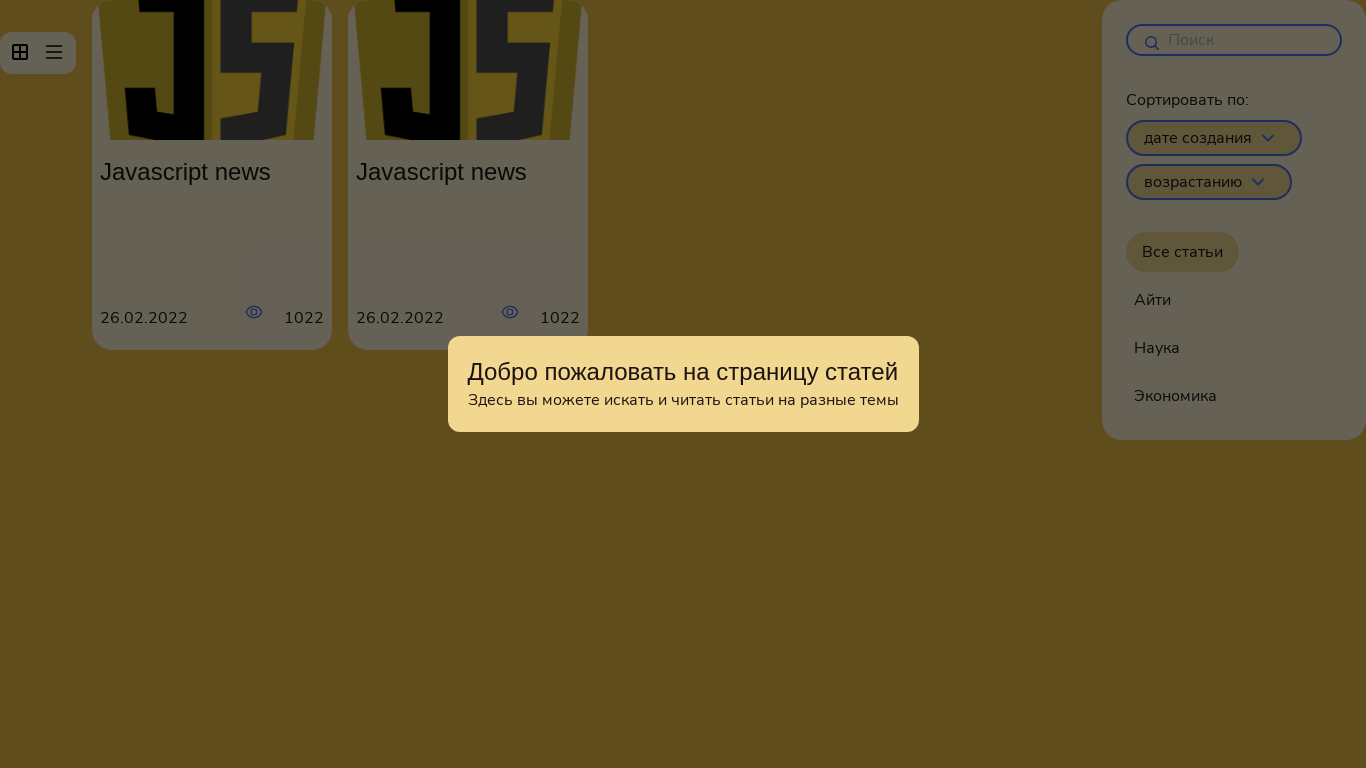 JS
JS
Javascript news
26.02.2022 1022
Javascript news
26.02.2022 1022
Добро пожаловать на страницу статей
Здесь вы можете искать и читать статьи на разные темы
Поиск
Сортировать по:
дате создания
возрастанию
Все статьи
Айти
Наука
Экономика